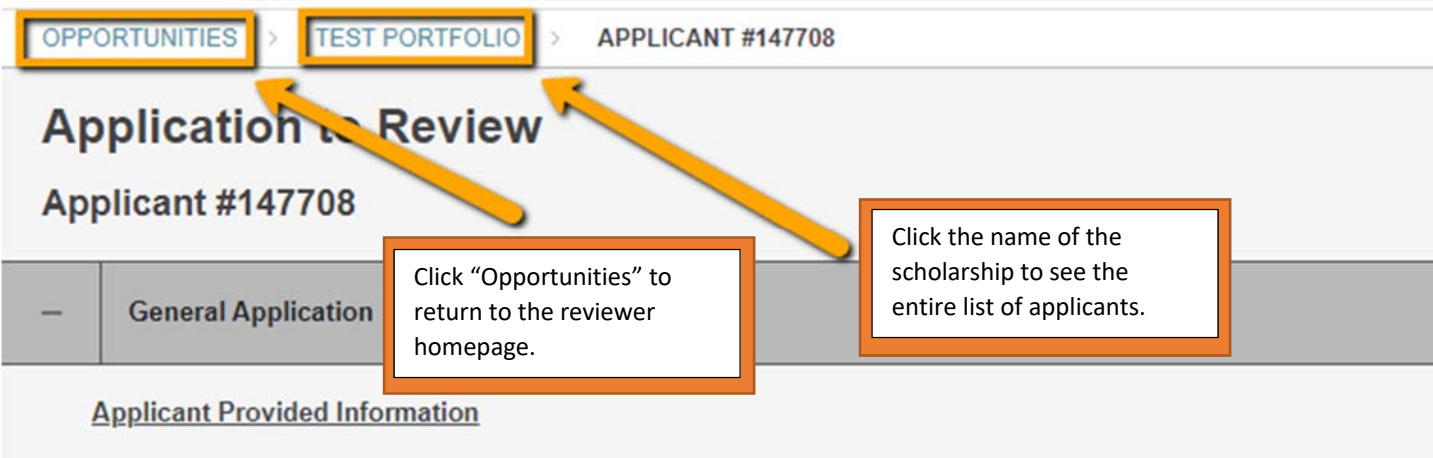 OPPORTUNITIES > TEST PORTFOLIO > APPLICANT #147708
Application to Review
Applicant #147708
Click the name of the
scholarship to see the
entire list of applicants.
Click “Opportunities” to
return to the reviewer
homepage.
– General Application
Applicant Provided Information